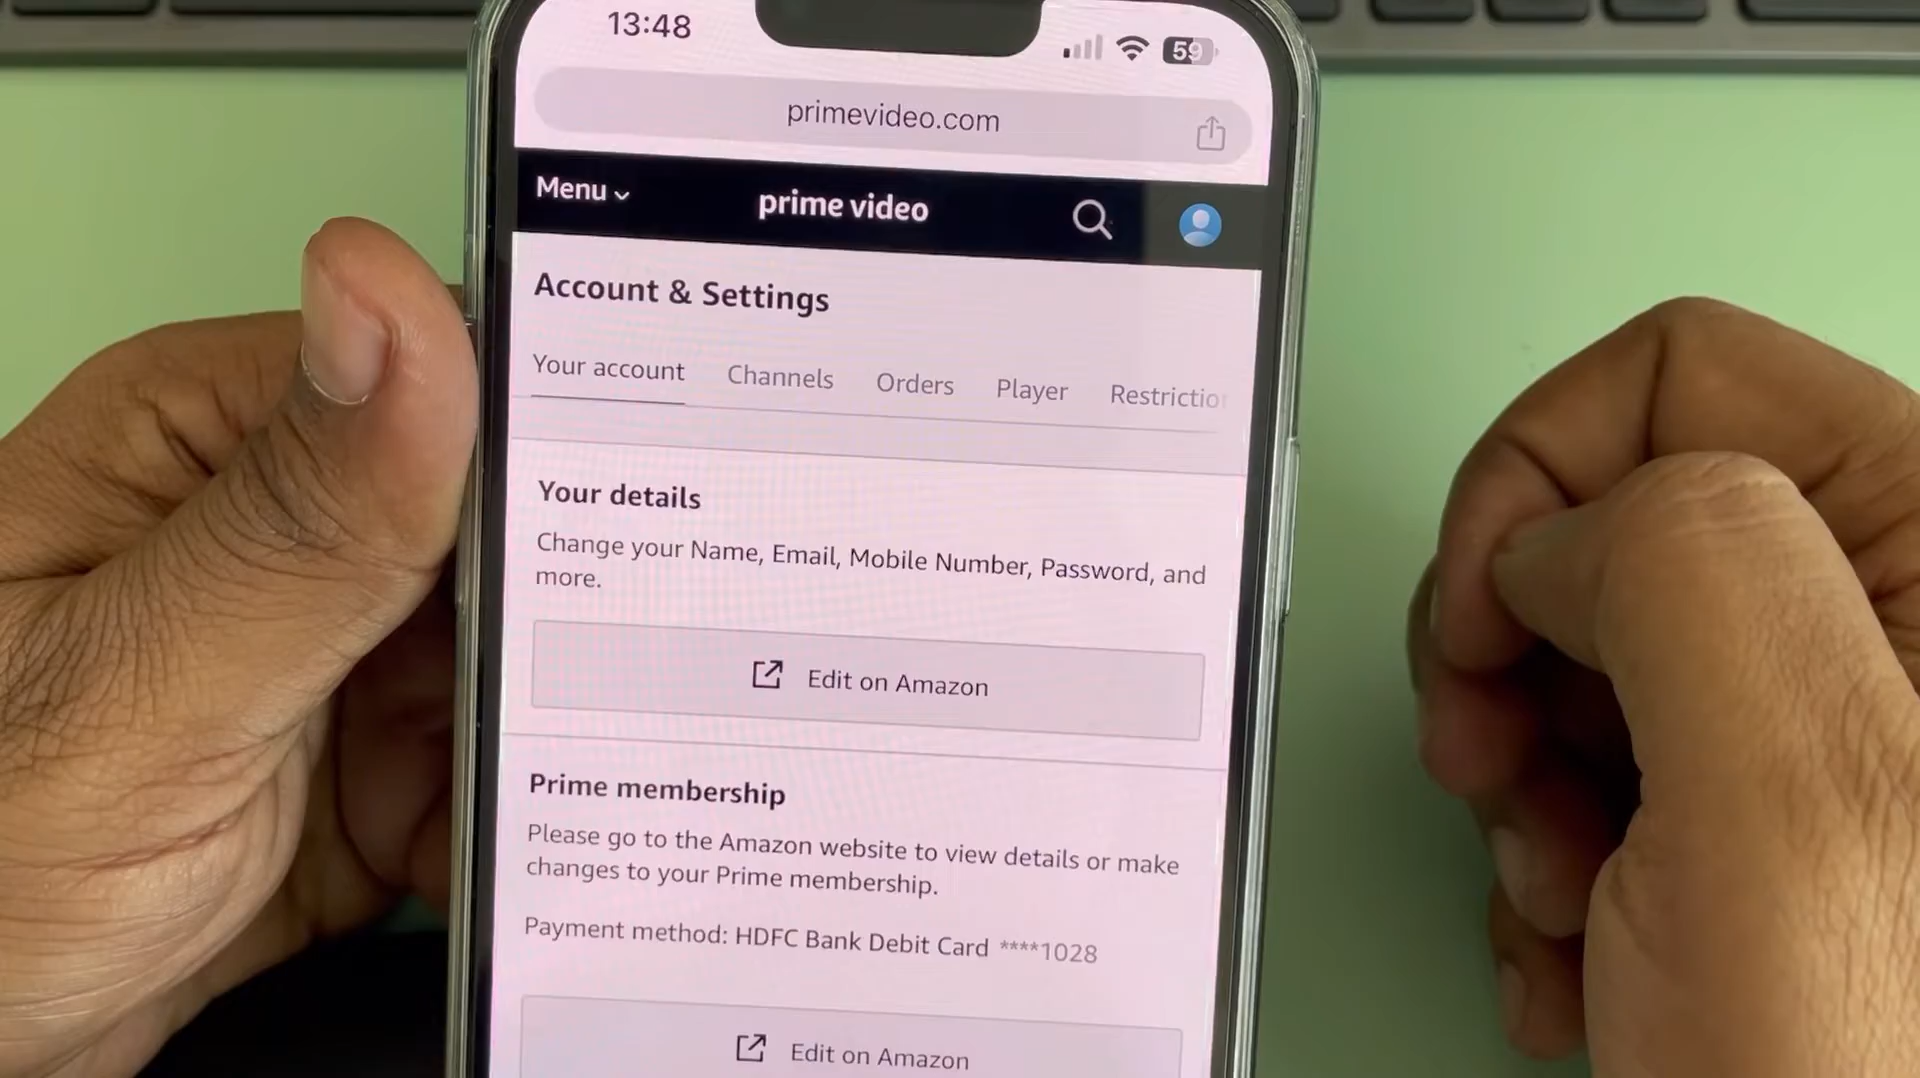 13:48
59
primevideo.com
Menu
prime video
Account & Settings
Your account Channels Orders Player Restriction
Your details
Change your Name, Email, Mobile Number, Password, and
more.
Edit on Amazon
Prime membership
Please go to the Amazon website to view details or make
changes to your Prime membership.
Payment method: HDFC Bank Debit Card ****1028
Edit on Amazon